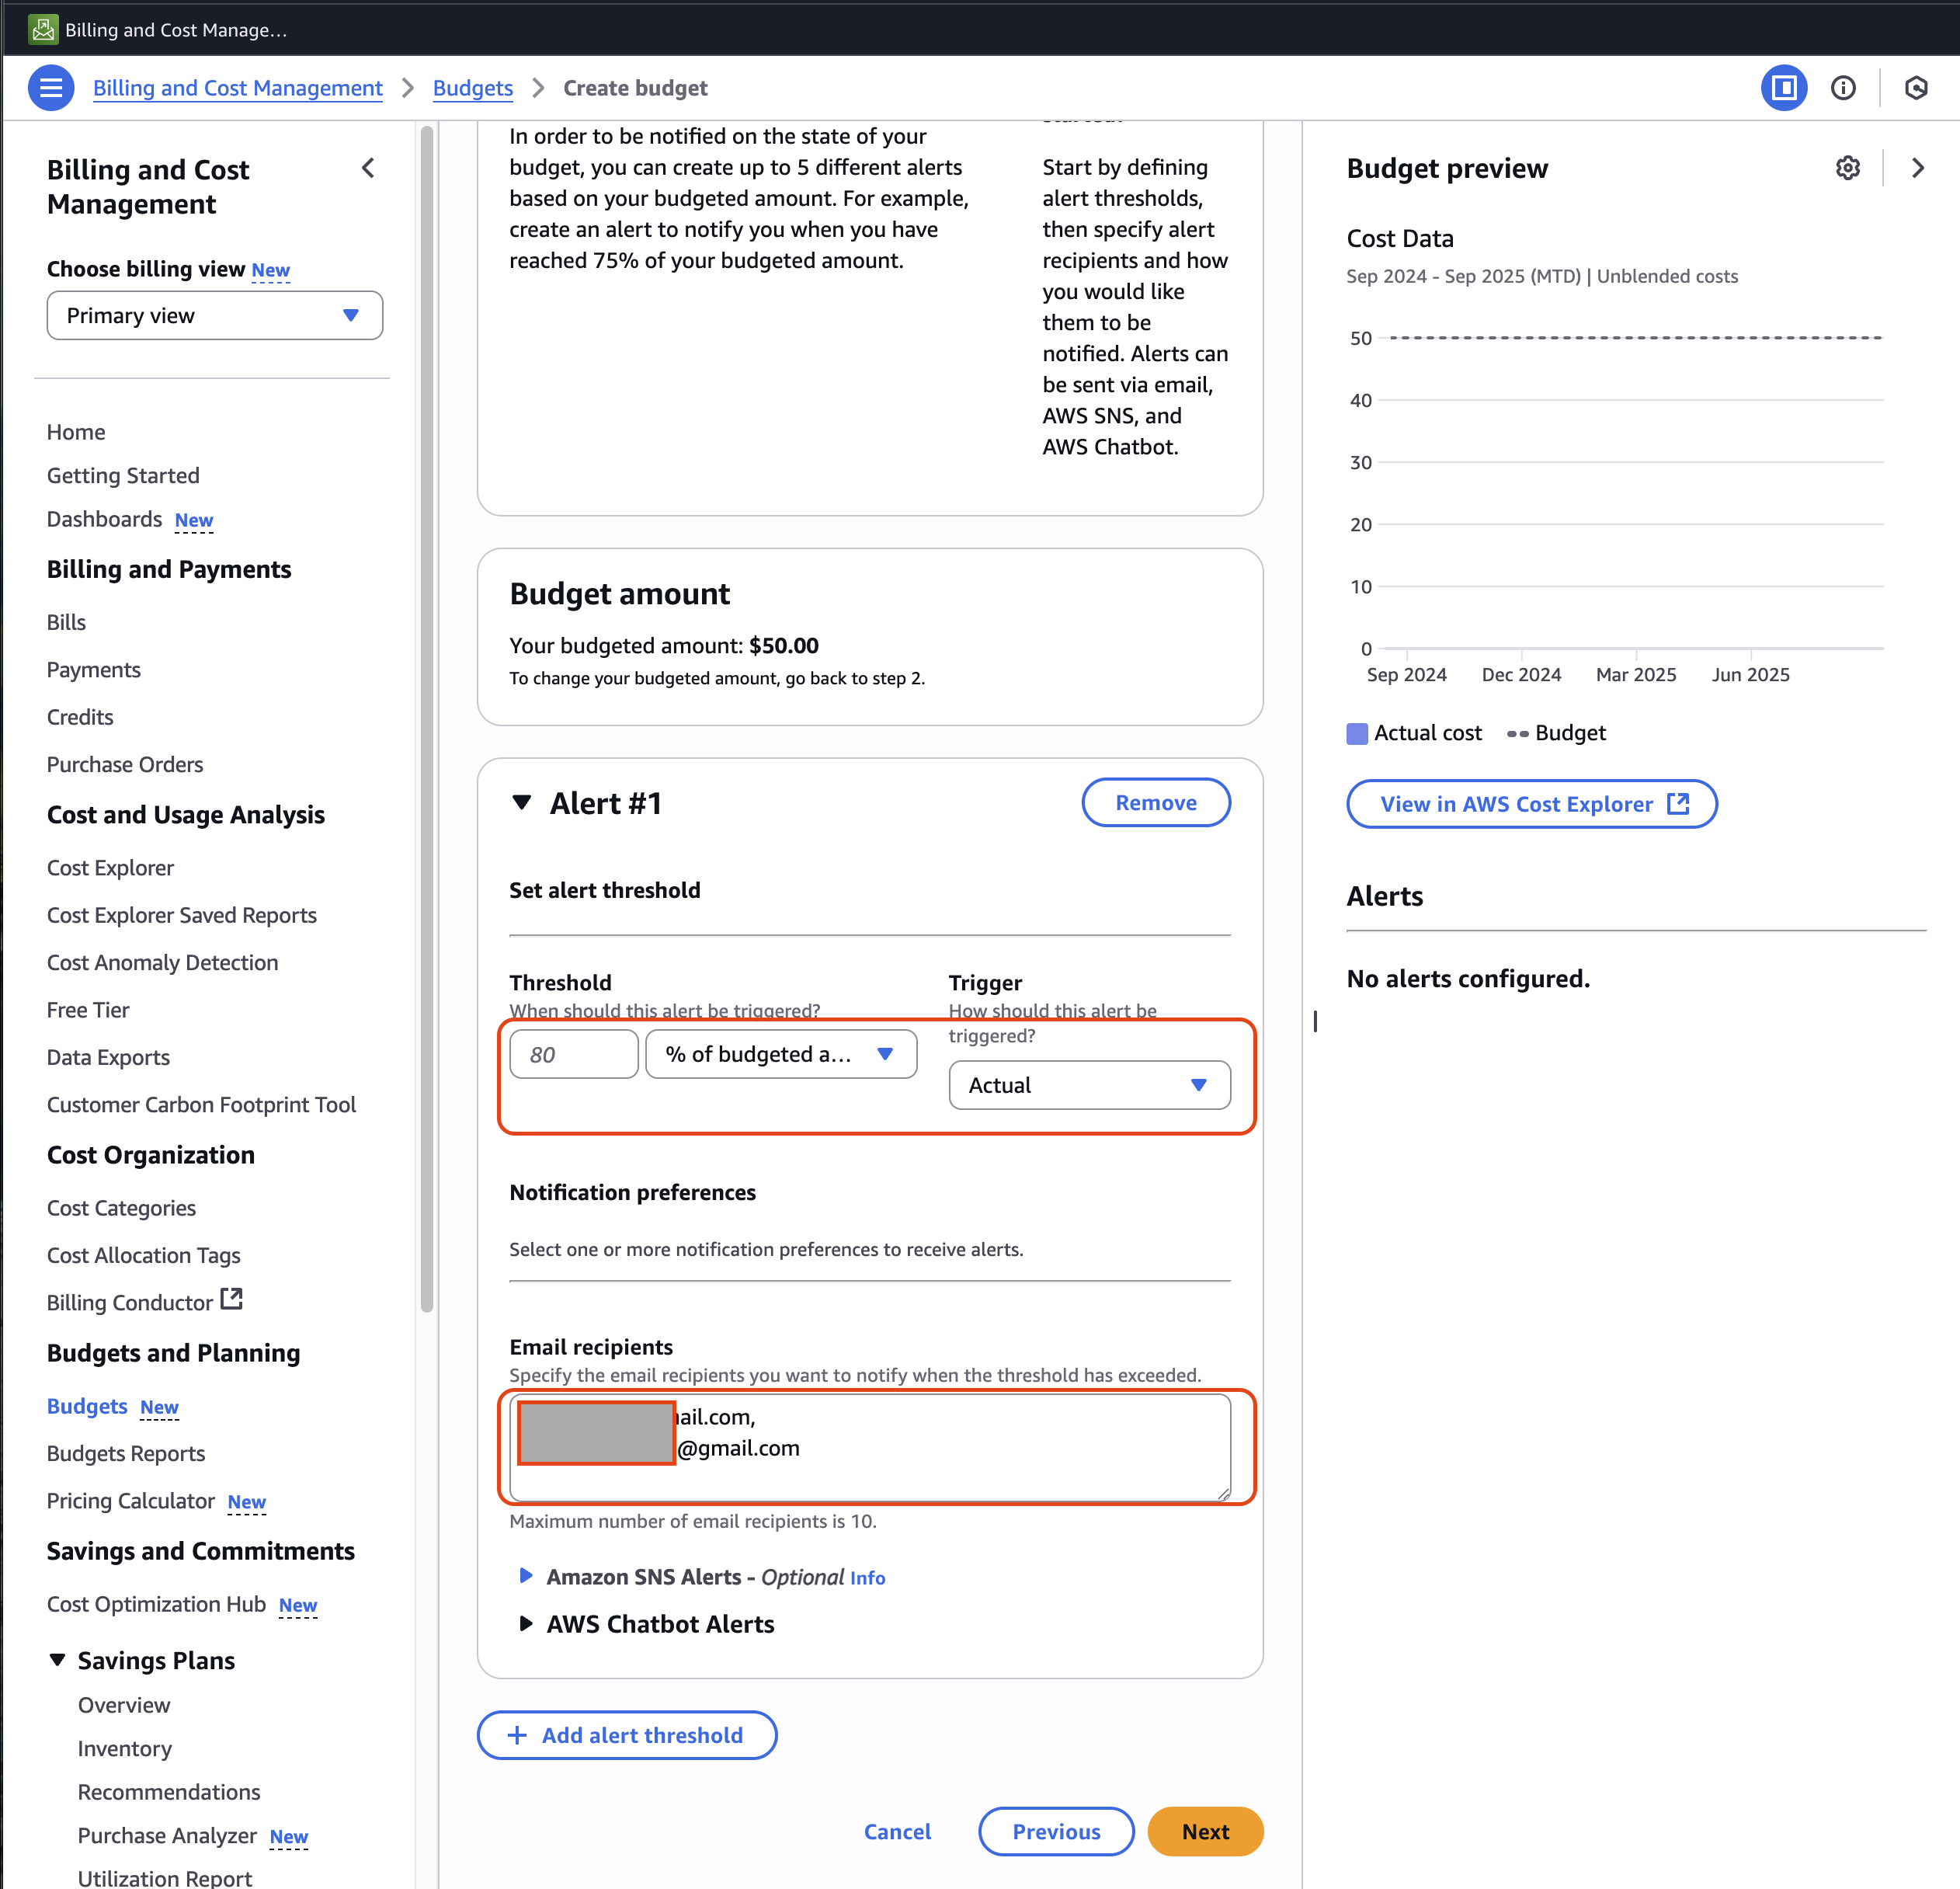 Billing and Cost Manage…
Billing and Cost Management
Budgets
Create budget
Billing and Cost
Management
Choose billing view New
Primary view
Home
Getting Started
Dashboards New
Billing and Payments
Bills
Payments
Credits
Purchase Orders
Cost and Usage Analysis
Cost Explorer
Cost Explorer Saved Reports
Cost Anomaly Detection
Free Tier
Data Exports
Customer Carbon Footprint Tool
Cost Organization
Cost Categories
Cost Allocation Tags
Billing Conductor
Budgets and Planning
Budgets New
Budgets Reports
Pricing Calculator New
Savings and Commitments
Cost Optimization Hub New
Savings Plans
Overview
Inventory
Recommendations
Purchase Analyzer New
Utilization Report
In order to be notified on the state of your
budget, you can create up to 5 different alerts
based on your budgeted amount. For example,
create an alert to notify you when you have
reached 75% of your budgeted amount.
Start by defining
alert thresholds,
then specify alert
recipients and how
you would like
them to be
notified. Alerts can
be sent via email,
AWS SNS, and
AWS Chatbot.
Budget amount
Your budgeted amount: $50.00
To change your budgeted amount, go back to step 2.
Alert #1
Remove
Set alert threshold
Threshold
When should this alert be triggered?
80
% of budgeted a…
Trigger
How should this alert be
triggered?
Actual
Notification preferences
Select one or more notification preferences to receive alerts.
Email recipients
Specify the email recipients you want to notify when the threshold has exceeded.
ail.com,
@gmail.com
Maximum number of email recipients is 10.
Amazon SNS Alerts - Optional Info
AWS Chatbot Alerts
+ Add alert threshold
Cancel
Previous
Next
Budget preview
Cost Data
Sep 2024 - Sep 2025 (MTD) | Unblended costs
50
40
30
20
10
0
Sep 2024 Dec 2024 Mar 2025 Jun 2025
Actual cost Budget
View in AWS Cost Explorer
Alerts
No alerts configured.